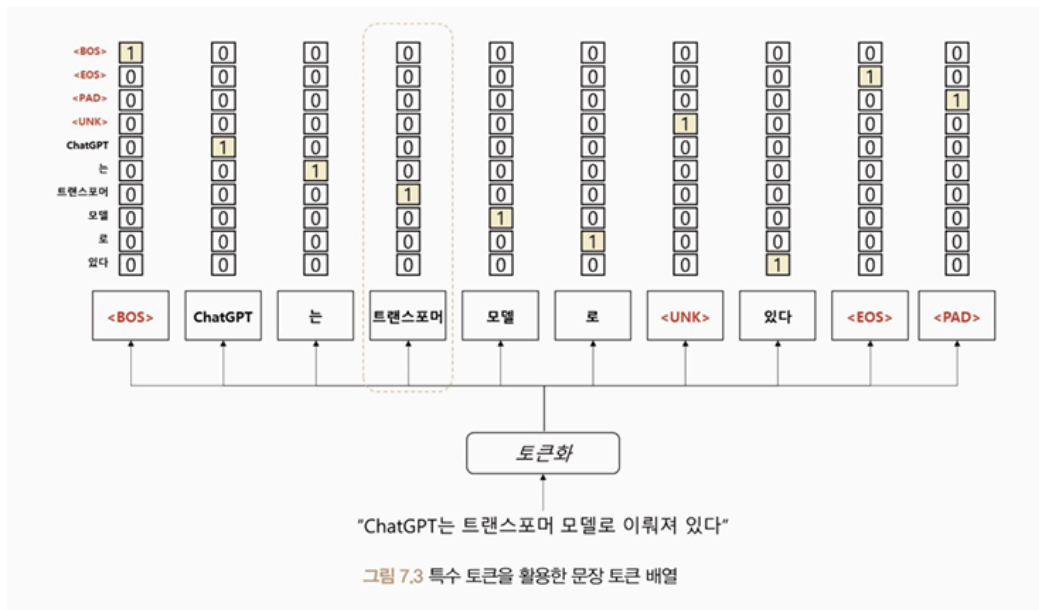 <BOS> 1 0 0 0 0 0 0 0 0 0
<EOS> 0 0 0 0 0 0 0 0 1 0
<PAD> 0 0 0 0 0 0 0 0 0 1
<UNK> 0 0 0 0 0 0 1 0 0 0
ChatGPT 0 1 0 0 0 0 0 0 0 0
는 0 0 1 0 0 0 0 0 0 0
트랜스포머 0 0 0 1 0 0 0 0 0 0
모델 0 0 0 0 1 0 0 0 0 0
로 0 0 0 0 0 1 0 0 0 0
있다 0 0 0 0 0 0 0 1 0 0
<BOS> ChatGPT 는 트랜스포머 모델 로 <UNK> 있다 <EOS> <PAD>
토큰화
"ChatGPT는 트랜스포머 모델로 이뤄져 있다"
그림 7.3 특수 토큰을 활용한 문장 토큰 배열